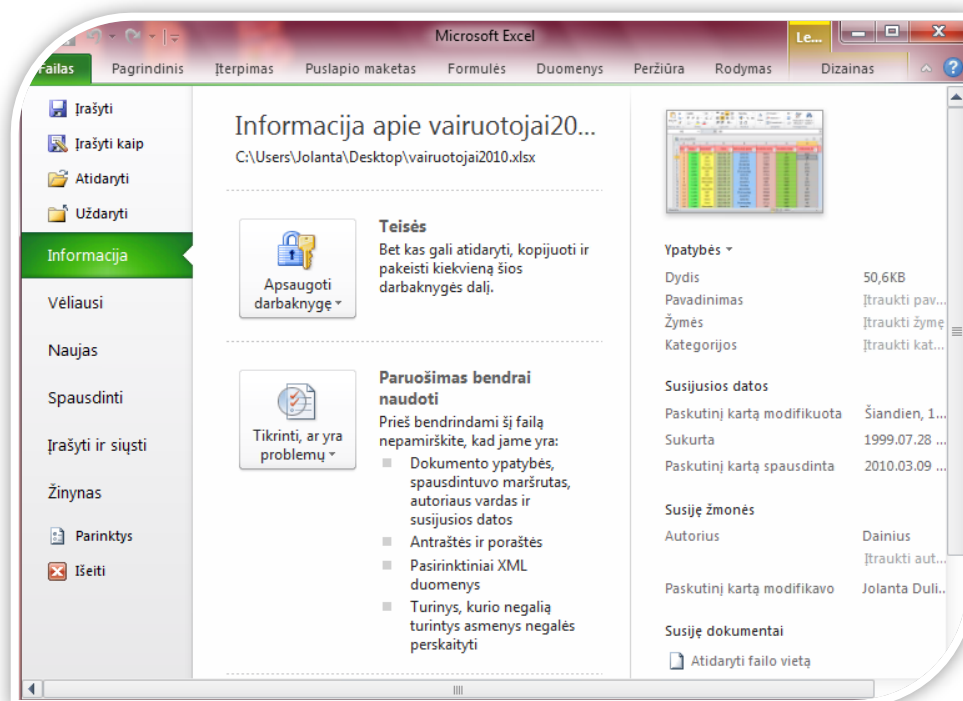 Microsoft Excel
Le...
Failas Pagrindinis Įterpimas Puslapio maketas Formulės Duomenys Peržiūra Rodymas Dizainas
Įrašyti
Įrašyti kaip
Atidaryti
Uždaryti
Informacija
Vėliausi
Naujas
Spausdinti
Įrašyti ir siųsti
Žinynas
Parinktys
Išeiti
Informacija apie vairuotojai20...
C:\Users\Jolanta\Desktop\vairuotojai2010.xlsx
Apsaugoti
darbaknygę
Teisės
Bet kas gali atidaryti, kopijuoti ir
pakeisti kiekvieną šios
darbaknygės dalį.
Tikrinti, ar yra
problemų
Paruošimas bendrai
naudoti
Prieš bendrindami šį failą
nepamirškite, kad jame yra:
Dokumento ypatybės,
spausdintuvo maršrutas,
autoriaus vardas ir
susijusios datos
Antraštės ir poraštės
Pasirinktiniai XML
duomenys
Turinys, kurio negalią
turintys asmenys negalės
perskaityti
Ypatybės
Dydis 50,6KB
Pavadinimas Įtraukti pav...
Žymės Įtraukti žymę
Kategorijos Įtraukti kat...
Susijusios datos
Paskutinį kartą modifikuota Šiandien, 1...
Sukurta 1999.07.28 ...
Paskutinį kartą spausdinta 2010.03.09 ...
Susiję žmonės
Autorius Dainius
Įtraukti aut...
Paskutinį kartą modifikavo Jolanta Duli..
Susiję dokumentai
Atidaryti failo vietą